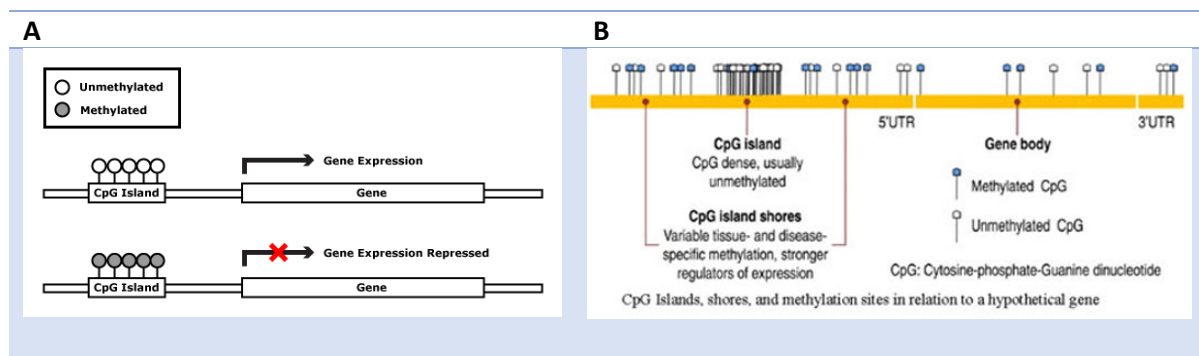 A
B
Unmethylated
Methylated
Gene Expression
CpG Island
Gene
Gene Expression Repressed
CpG Island
Gene
5'UTR
3'UTR
CpG island
CpG dense, usually
unmethylated
Gene body
Methylated CpG
CpG island shores
Variable tissue- and disease-
specific methylation, stronger
regulators of expression
Unmethylated CpG
CpG: Cytosine-phosphate-Guanine dinucleotide
CpG Islands, shores, and methylation sites in relation to a hypothetical gene